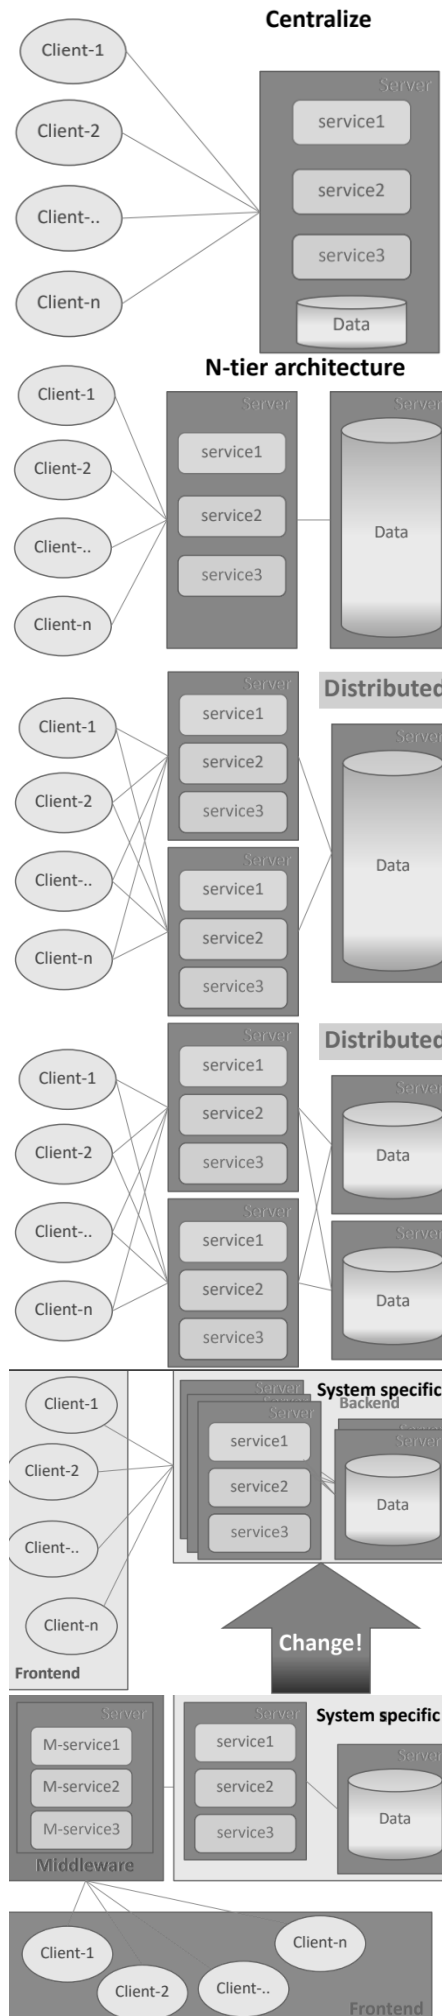 Centralize
Client-1
Client-2
Client-..
Client-n
Server
service1
service2
service3
Data
N-tier architecture
Client-1
Client-2
Client-..
Client-n
Server
service1
service2
service3
Server
Data
Distributed
Client-1
Client-2
Client-..
Client-n
Server
service1
service2
service3
Server
service1
service2
service3
Server
Data
Distributed
Client-1
Client-2
Client-..
Client-n
Server
service1
service2
service3
Server
service1
service2
service3
Server
Data
Server
Data
System specific
Backend
Client-1
Client-2
Client-..
Client-n
Frontend
Server
Server
service1
service2
service3
Server
Data
Change!
System specific
Server
M-service1
M-service2
M-service3
Middleware
Server
service1
service2
service3
Server
Data
Client-1
Client-2
Client-..
Client-n
Frontend